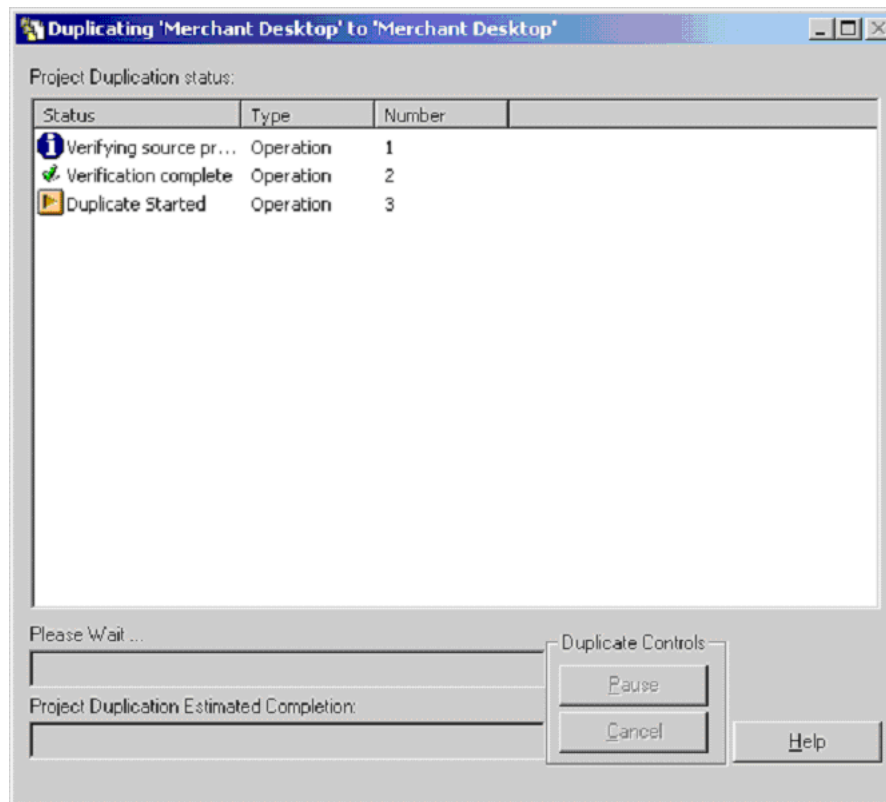 Duplicating 'Merchant Desktop' to 'Merchant Desktop'
Project Duplication status:
Status Type Number
Verifying source pr... Operation 1
Verification complete Operation 2
Duplicate Started Operation 3
Please Wait ...
Duplicate Controls
Pause
Project Duplication Estimated Completion:
Cancel
Help